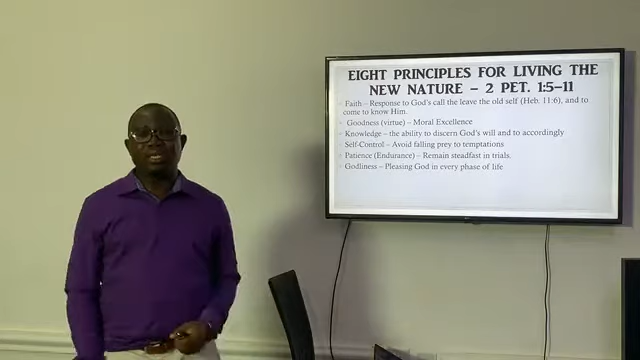 EIGHT PRINCIPLES FOR LIVING THE
NEW NATURE – 2 PET. 1:5–11
Faith – Response to God's call the leave the old self (Heb. 11:6), and to
come to know Him.
Goodness (virtue) – Moral Excellence
Knowledge – the ability to discern God's will and to accordingly
Self-Control – Avoid falling prey to temptations
Patience (Endurance) – Remain steadfast in trials.
Godliness – Pleasing God in every phase of life